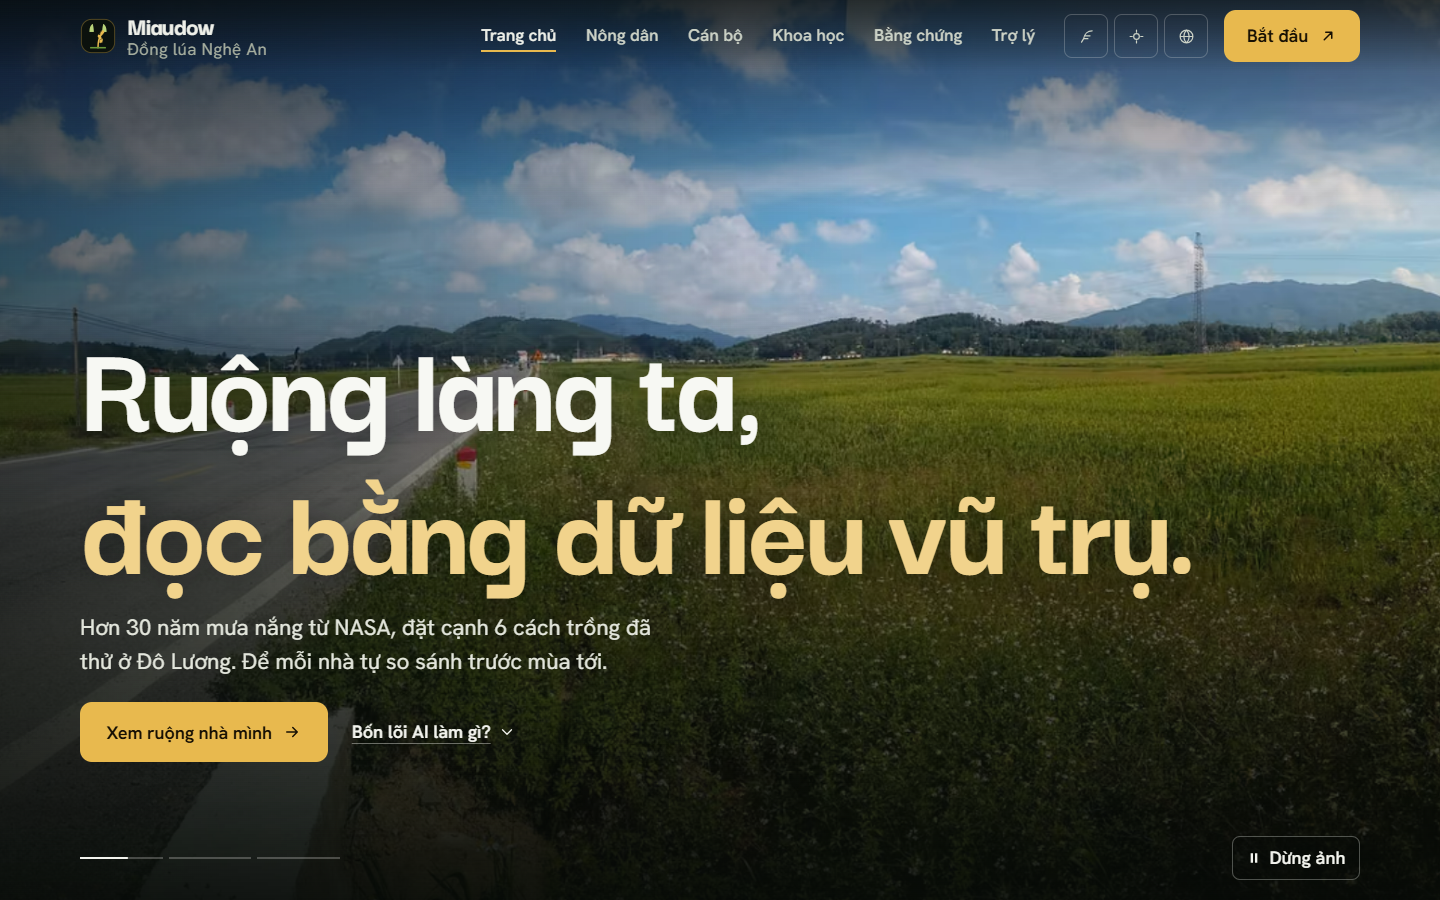 Miaudow
Đồng lúa Nghệ An
Trang chủ
Nông dân
Cán bộ
Khoa học
Bằng chứng
Trợ lý
Bắt đầu
Ruộng làng ta,
đọc bằng dữ liệu vũ trụ.
Hơn 30 năm mưa nắng từ NASA, đặt cạnh 6 cách trồng đã
thử ở Đô Lương. Để mỗi nhà tự so sánh trước mùa tới.
Xem ruộng nhà mình
Bốn lõi AI làm gì?
Dừng ảnh